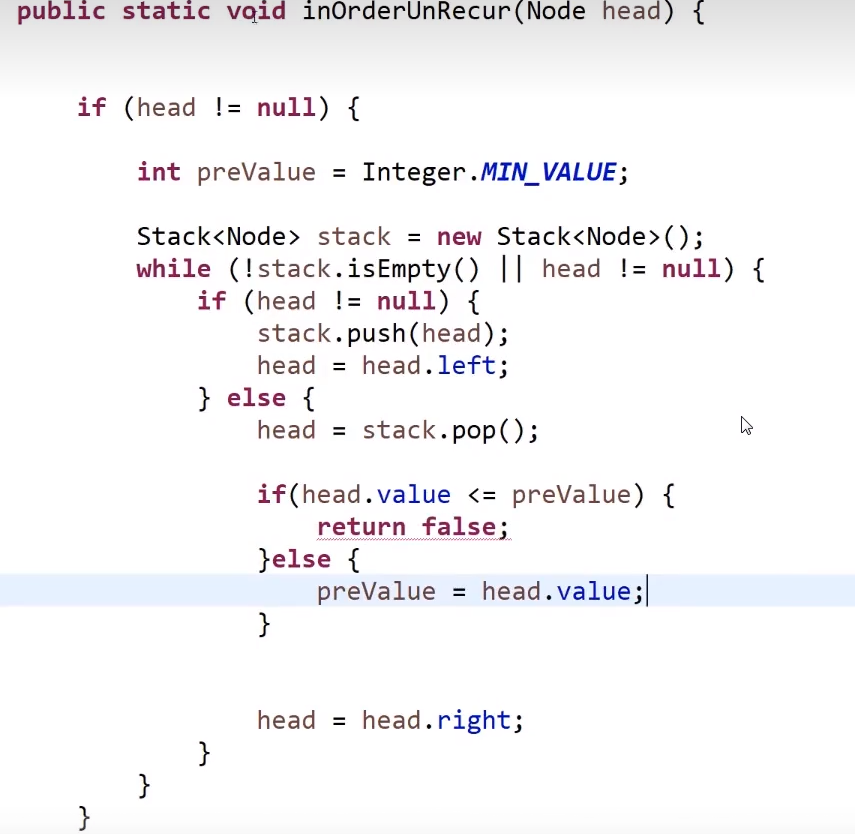 public static void inOrderUnRecur(Node head) {
if (head != null) {
int preValue = Integer.MIN_VALUE;
Stack<Node> stack = new Stack<Node>();
while (!stack.isEmpty() || head != null) {
if (head != null) {
stack.push(head);
head = head.left;
} else {
head = stack.pop();
if(head.value <= preValue) {
return false;
}else {
preValue = head.value;
}
head = head.right;
}
}
}